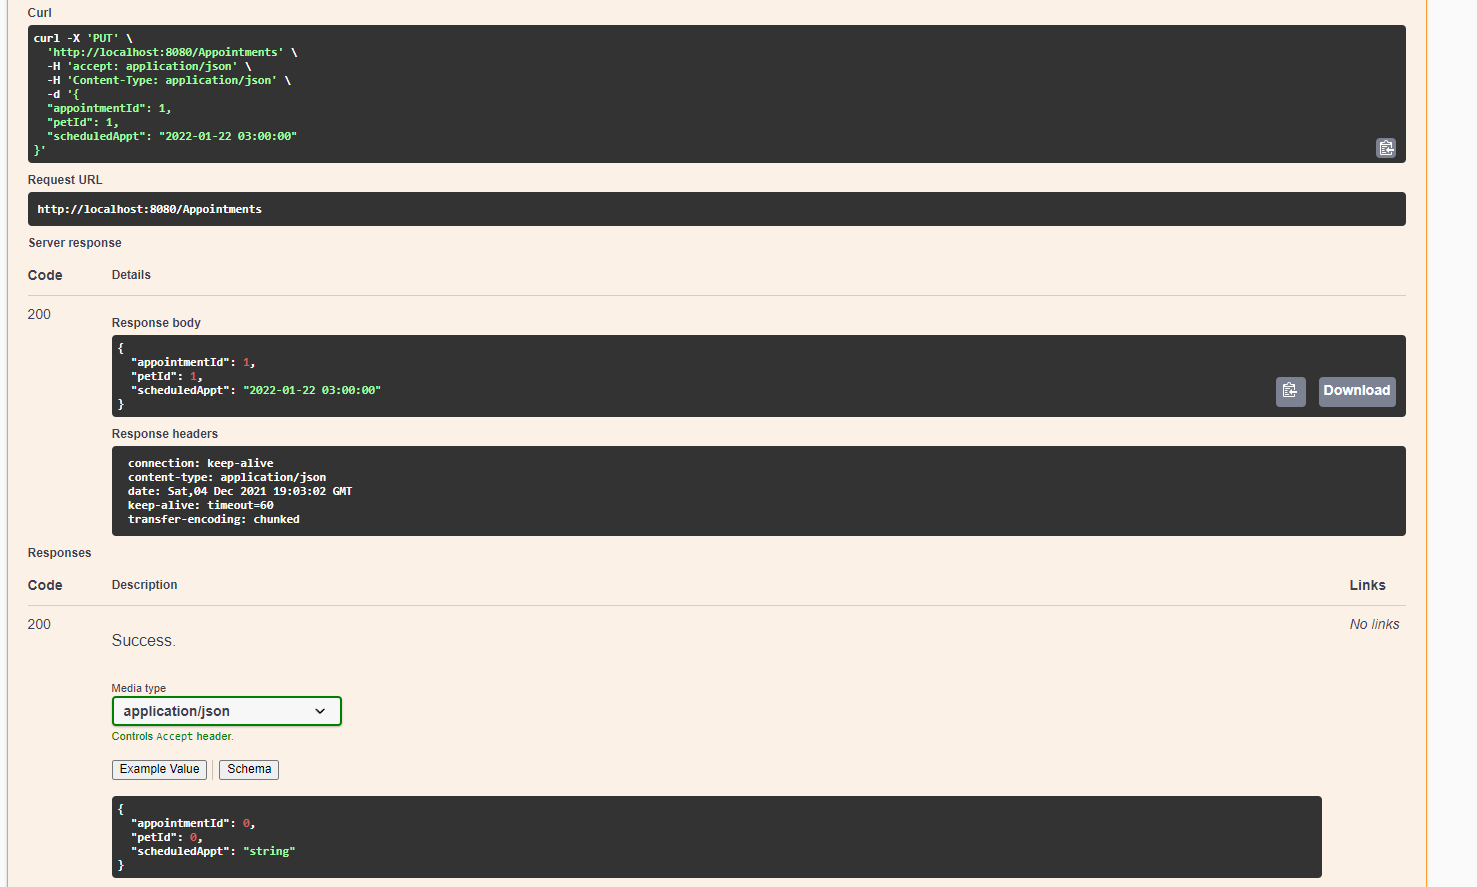 Curl
curl -X 'PUT' \
'http://localhost:8080/Appointments' \
-H 'accept: application/json' \
-H 'Content-Type: application/json' \
-d '{
"appointmentId": 1,
"petId": 1,
"scheduledAppt": "2022-01-22 03:00:00"
}'
Request URL
http://localhost:8080/Appointments
Server response
Code Details
200
Response body
{
"appointmentId": 1,
"petId": 1,
"scheduledAppt": "2022-01-22 03:00:00"
}
Download
Response headers
connection: keep-alive
content-type: application/json
date: Sat,04 Dec 2021 19:03:02 GMT
keep-alive: timeout=60
transfer-encoding: chunked
Responses
Code Description Links
200 No links
Success.
Media type
application/json
Controls Accept header.
Example Value Schema
{
"appointmentId": 0,
"petId": 0,
"scheduledAppt": "string"
}